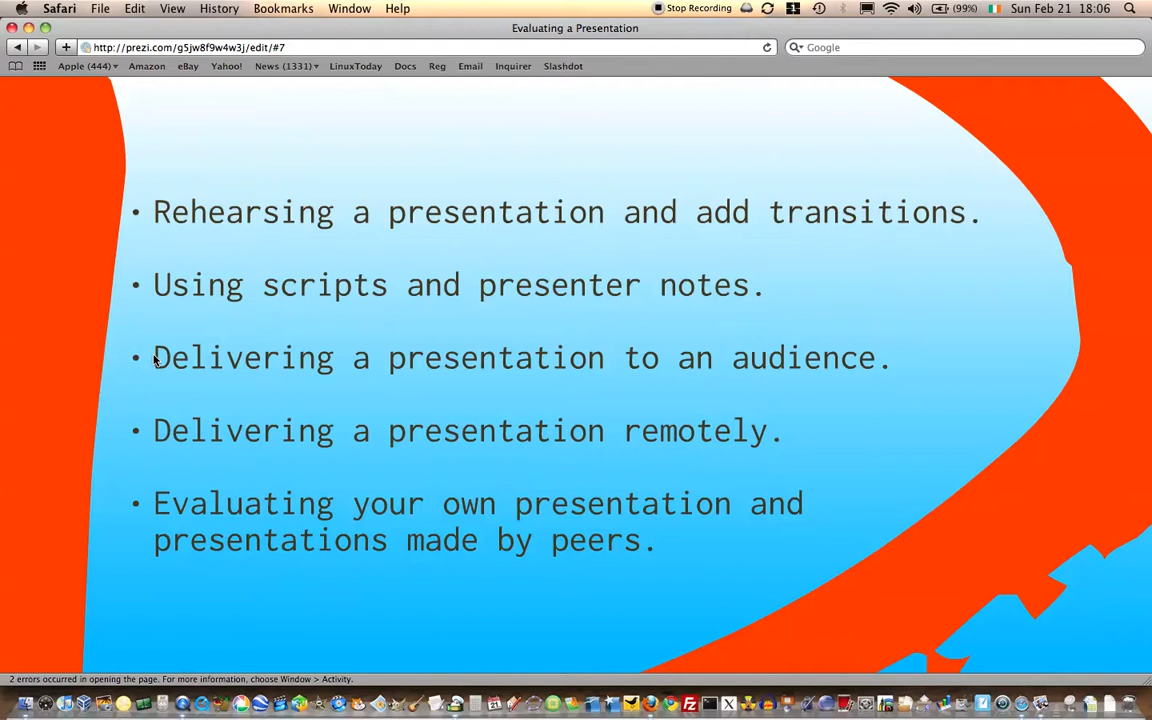 Safari File Edit View History Bookmarks Window Help Stop Recording (99%) Sun Feb 21 18:06
Evaluating a Presentation
http://prezi.com/g5jw8f9w4w3j/edit/#7 Google
Apple (444) Amazon eBay Yahoo! News (1331) LinuxToday Docs Reg Email Inquirer Slashdot
• Rehearsing a presentation and add transitions.
• Using scripts and presenter notes.
• Delivering a presentation to an audience.
• Delivering a presentation remotely.
• Evaluating your own presentation and
presentations made by peers.
2 errors occurred in opening the page. For more information, choose Window > Activity.